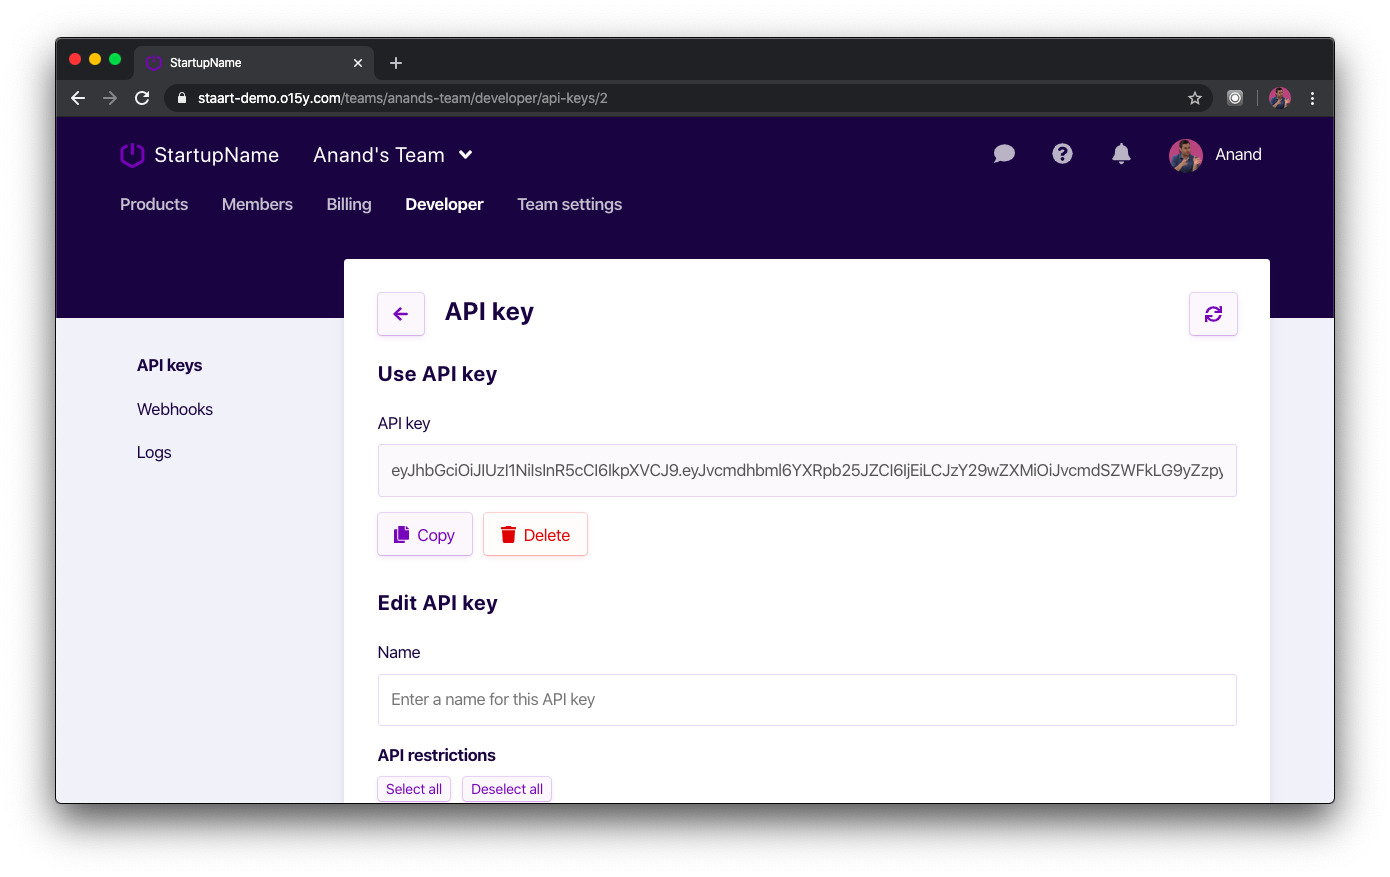 StartupName
staart-demo.o15y.com/teams/anands-team/developer/api-keys/2
StartupName
Anand's Team
Anand
Products
Members
Billing
Developer
Team settings
API keys
Webhooks
Logs
API key
Use API key
API key
eyJhbGciOiJIUzI1NiIsInR5cCI6IkpXVCJ9.eyJvcmdhbml6YXRpb25JZCI6IjEiLCJzY29wZXMiOiJvcmdSZWFkLG9yZzpy
Copy
Delete
Edit API key
Name
Enter a name for this API key
API restrictions
Select all
Deselect all